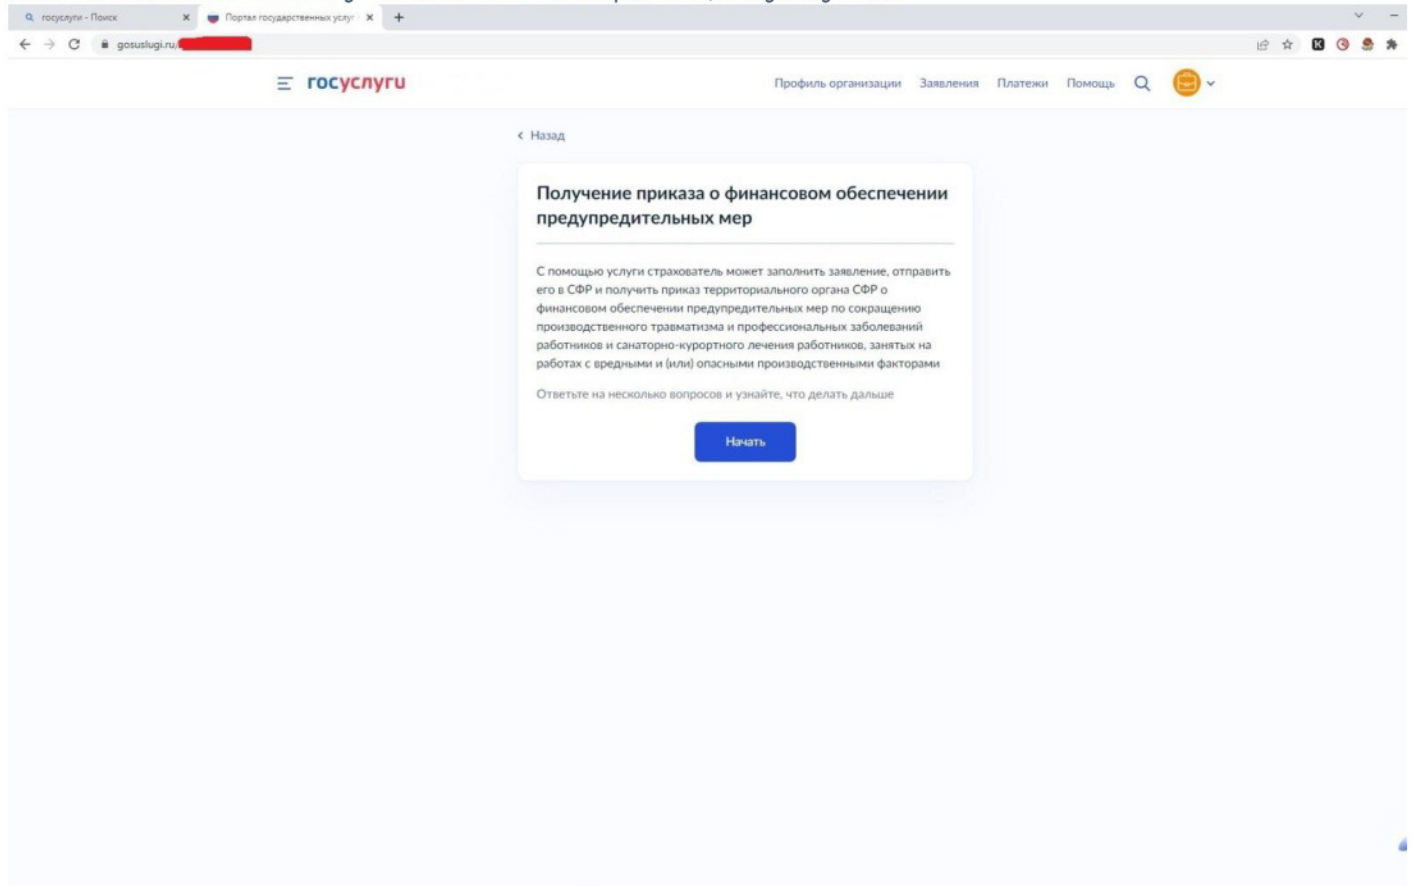 госуслуги - Поиск
Портал государственных услуг
gosuslugi.ru/
госуслуги
Профиль организации Заявления Платежи Помощь
Назад
Получение приказа о финансовом обеспечении
предупредительных мер
С помощью услуги страхователь может заполнить заявление, отправить
его в СФР и получить приказ территориального органа СФР о
финансовом обеспечении предупредительных мер по сокращению
производственного травматизма и профессиональных заболеваний
работников и санаторно-курортного лечения работников, занятых на
работах с вредными и (или) опасными производственными факторами
Ответьте на несколько вопросов и узнайте, что делать дальше
Начать